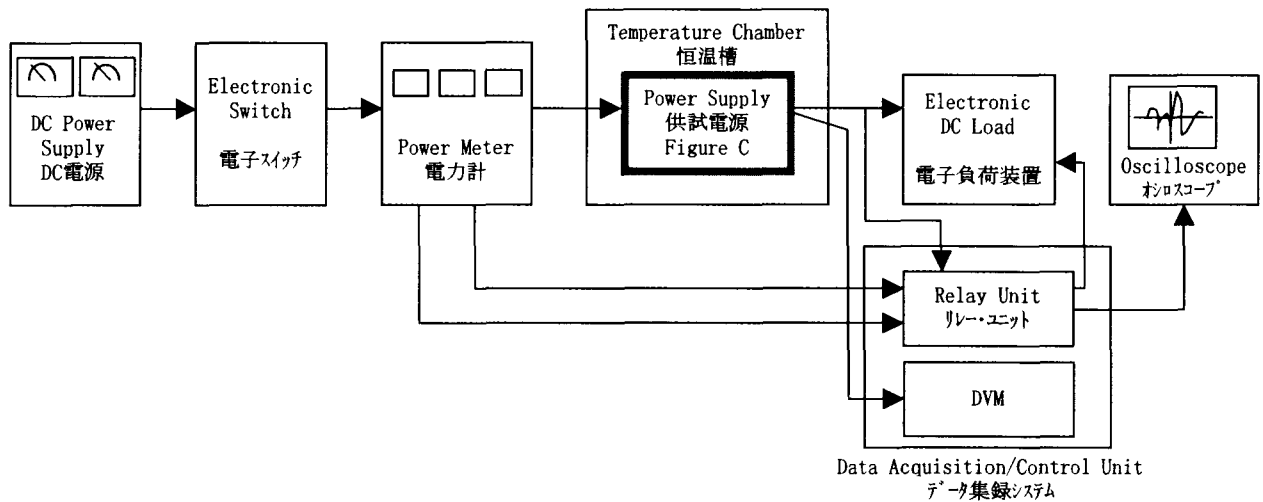 DC Power
Supply
DC電源
Electronic
Switch
電子スイッチ
Power Meter
電力計
Temperature Chamber
恒温槽
Power Supply
供試電源
Figure C
Electronic
DC Load
電子負荷装置
Oscilloscope
オシロスコープ
Relay Unit
リレー・ユニット
DVM
Data Acquisition/Control Unit
データ集録システム